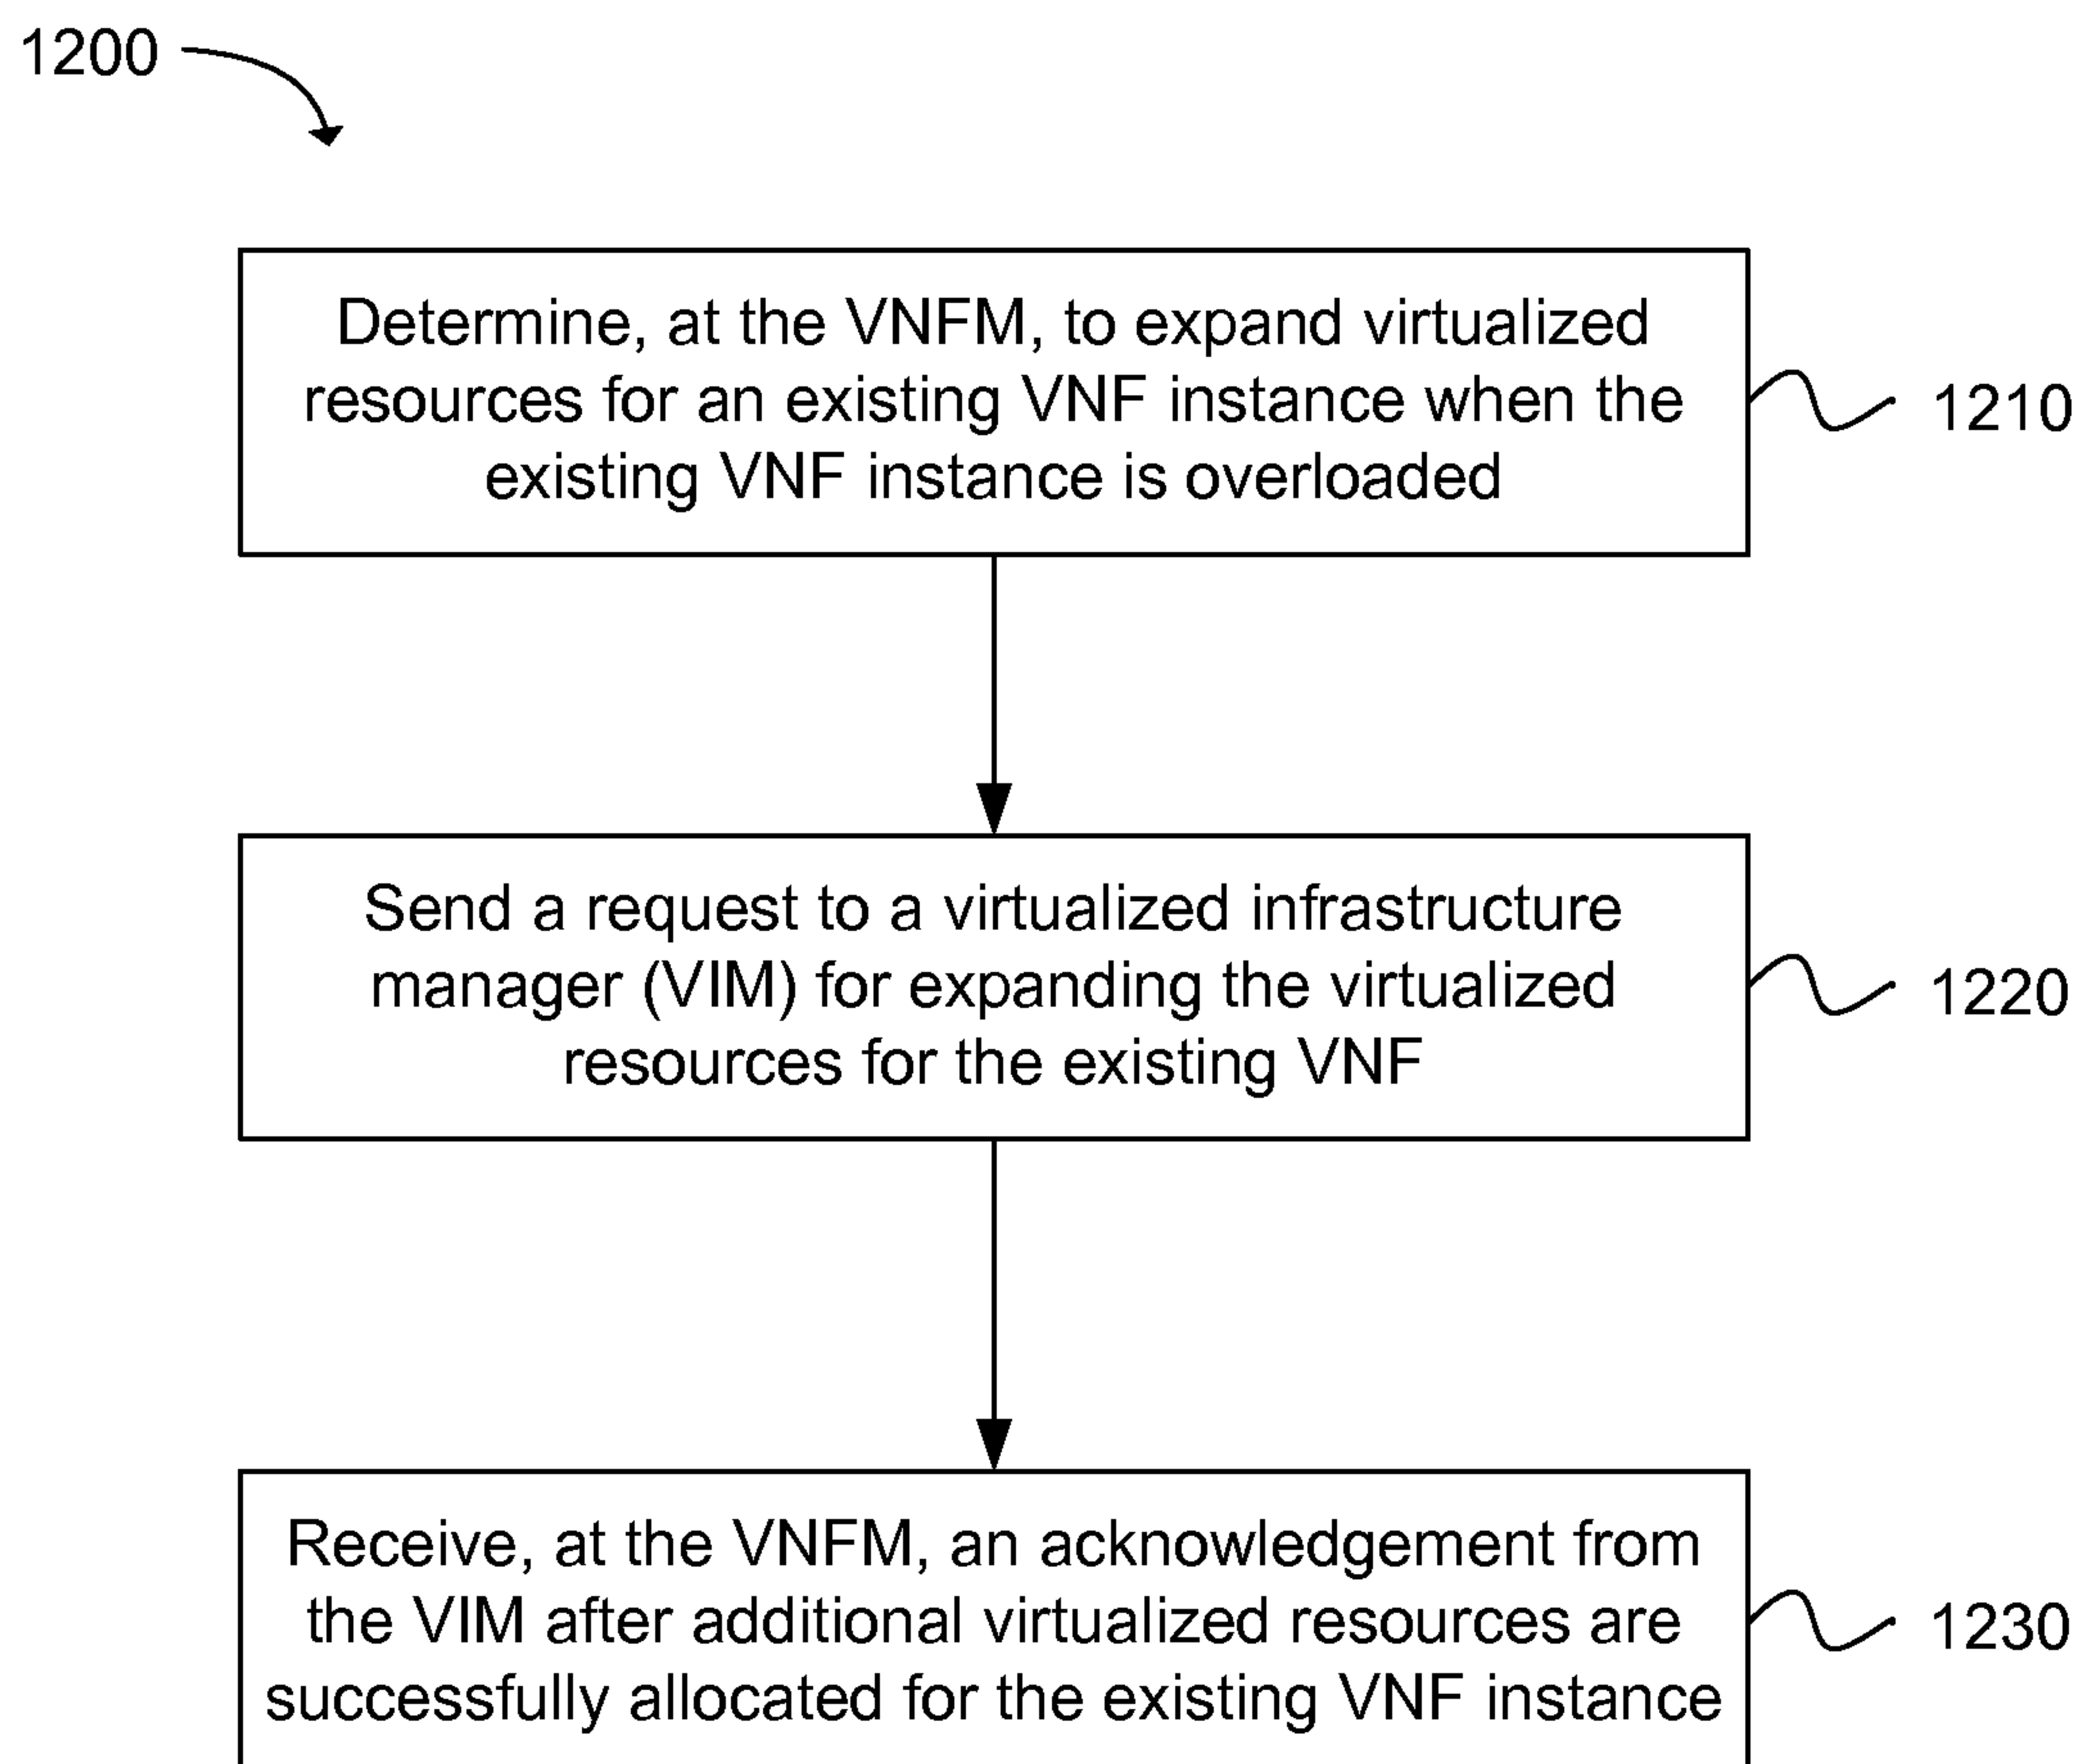 1200
Determine, at the VNFM, to expand virtualized
resources for an existing VNF instance when the
existing VNF instance is overloaded
1210
Send a request to a virtualized infrastructure
manager (VIM) for expanding the virtualized
resources for the existing VNF
1220
Receive, at the VNFM, an acknowledgement from
the VIM after additional virtualized resources are
successfully allocated for the existing VNF instance
1230